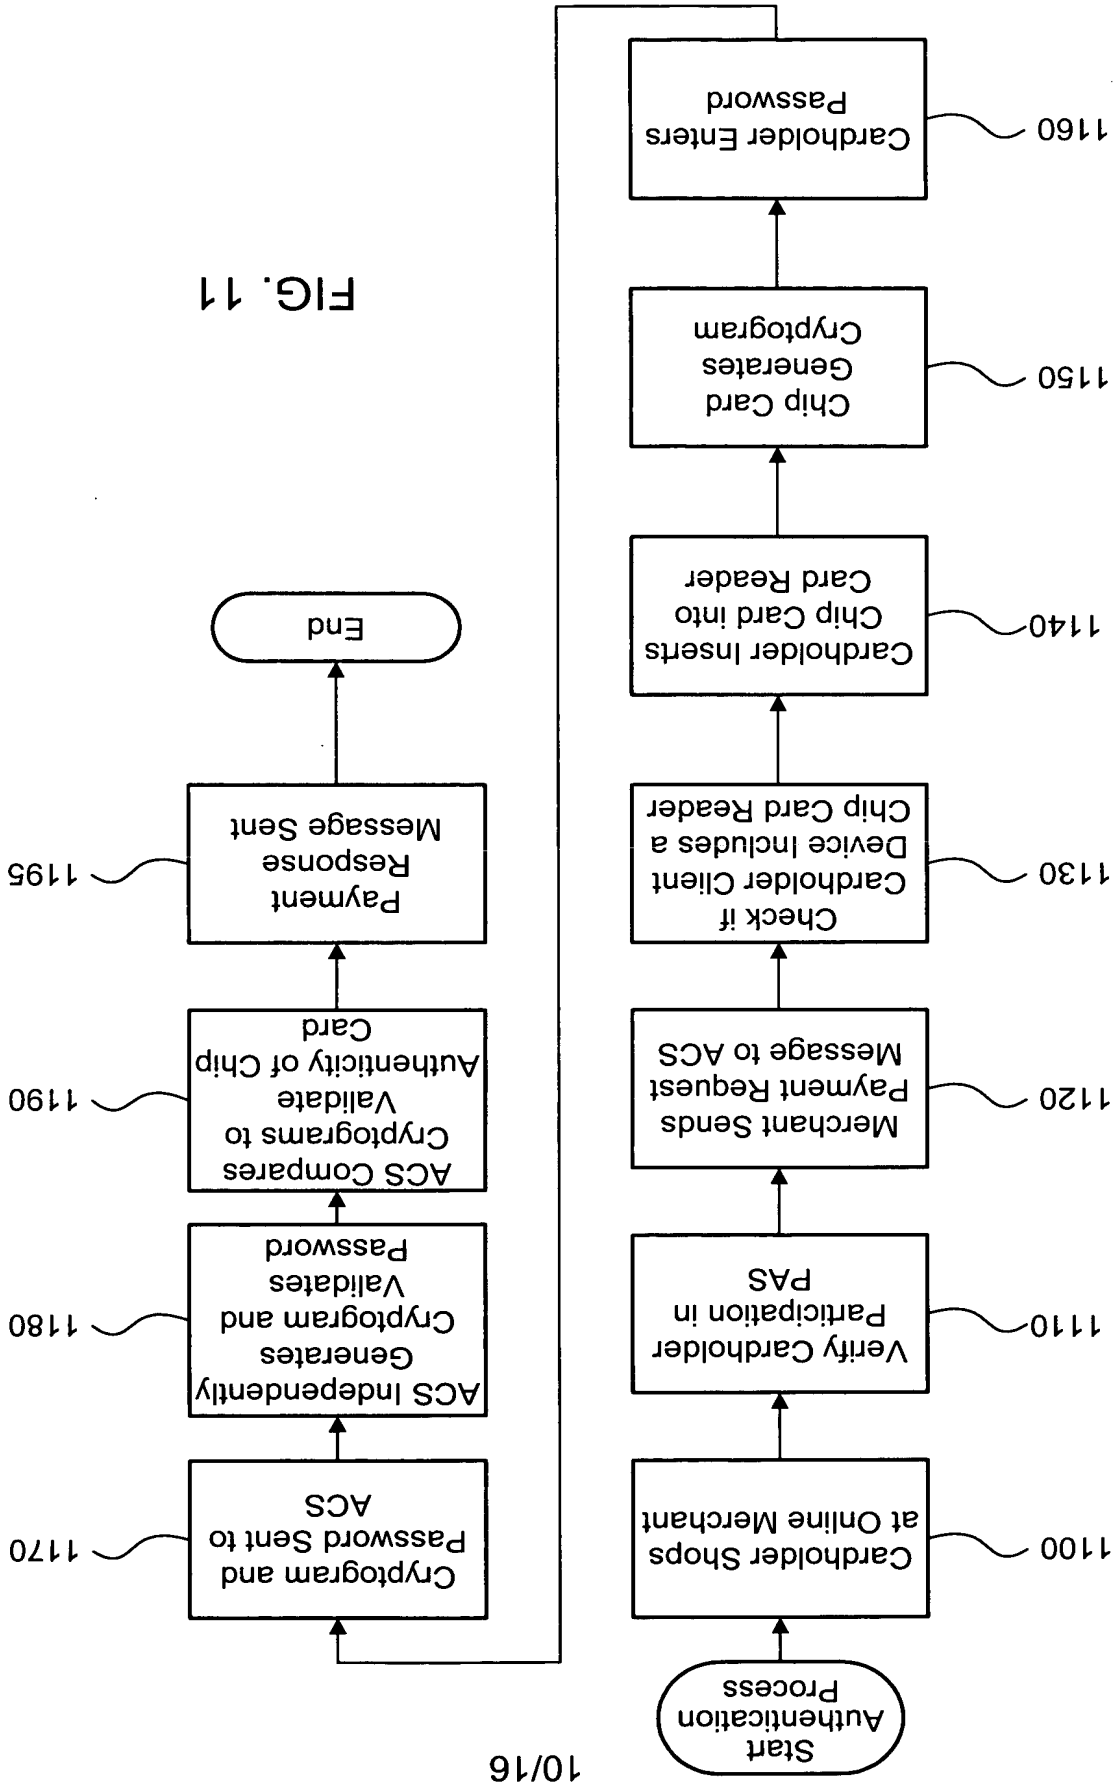 10/16
Start
Authentication
Process
Cardholder Shops
at Online Merchant
1100
Verify Cardholder
Participation in
PAS
1110
Merchant Sends
Payment Request
Message to ACS
1120
Check if
Cardholder Client
Device Includes a
Chip Card Reader
1130
Cardholder Inserts
Chip Card into
Card Reader
1140
Chip Card
Generates
Cryptogram
1150
Cardholder Enters
Password
1160
Cryptogram and
Password Sent to
ACS
1170
ACS Independently
Generates
Cryptogram and
Validates
Password
1180
ACS Compares
Cryptograms to
Validate
Authenticity of Chip
Card
1190
Payment
Response
Message Sent
1195
End
FIG. 11